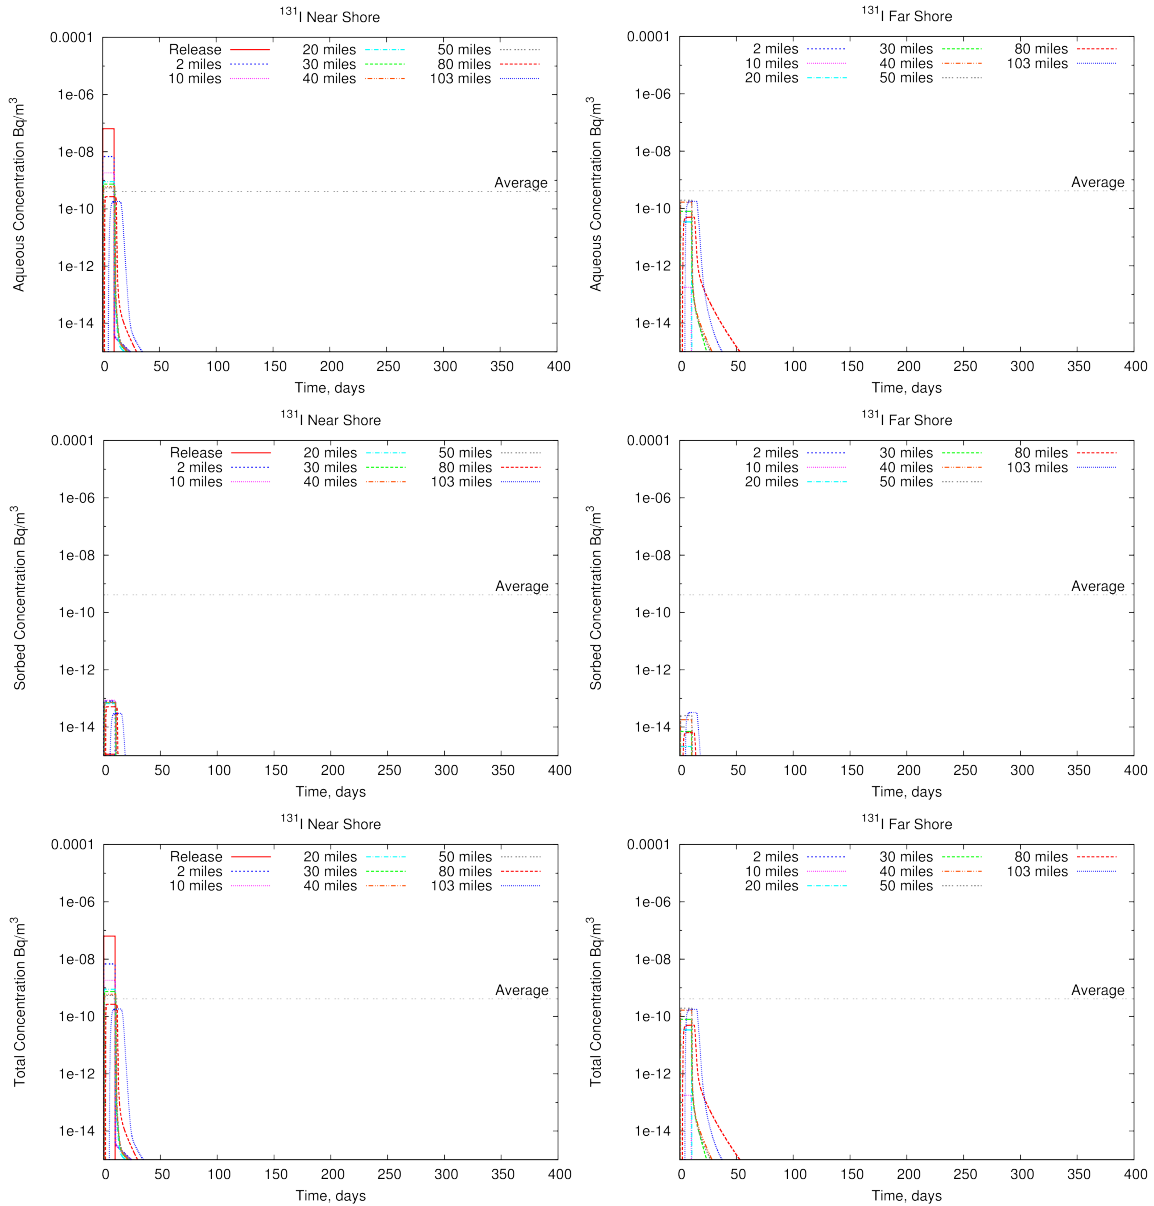 131I Near Shore
Aqueous Concentration Bq/m3
0.0001
1e-06
1e-08
1e-10
1e-12
1e-14
Release
2 miles
10 miles
20 miles
30 miles
40 miles
50 miles
80 miles
103 miles
Average
0 50 100 150 200 250 300 350 400
Time, days
131I Far Shore
Aqueous Concentration Bq/m3
0.0001
1e-06
1e-08
1e-10
1e-12
1e-14
2 miles
10 miles
20 miles
30 miles
40 miles
50 miles
80 miles
103 miles
Average
0 50 100 150 200 250 300 350 400
Time, days
131I Near Shore
Sorbed Concentration Bq/m3
0.0001
1e-06
1e-08
1e-10
1e-12
1e-14
Release
2 miles
10 miles
20 miles
30 miles
40 miles
50 miles
80 miles
103 miles
Average
0 50 100 150 200 250 300 350 400
Time, days
131I Far Shore
Sorbed Concentration Bq/m3
0.0001
1e-06
1e-08
1e-10
1e-12
1e-14
2 miles
10 miles
20 miles
30 miles
40 miles
50 miles
80 miles
103 miles
Average
0 50 100 150 200 250 300 350 400
Time, days
131I Near Shore
Total Concentration Bq/m3
0.0001
1e-06
1e-08
1e-10
1e-12
1e-14
Release
2 miles
10 miles
20 miles
30 miles
40 miles
50 miles
80 miles
103 miles
Average
0 50 100 150 200 250 300 350 400
Time, days
131I Far Shore
Total Concentration Bq/m3
0.0001
1e-06
1e-08
1e-10
1e-12
1e-14
2 miles
10 miles
20 miles
30 miles
40 miles
50 miles
80 miles
103 miles
Average
0 50 100 150 200 250 300 350 400
Time, days